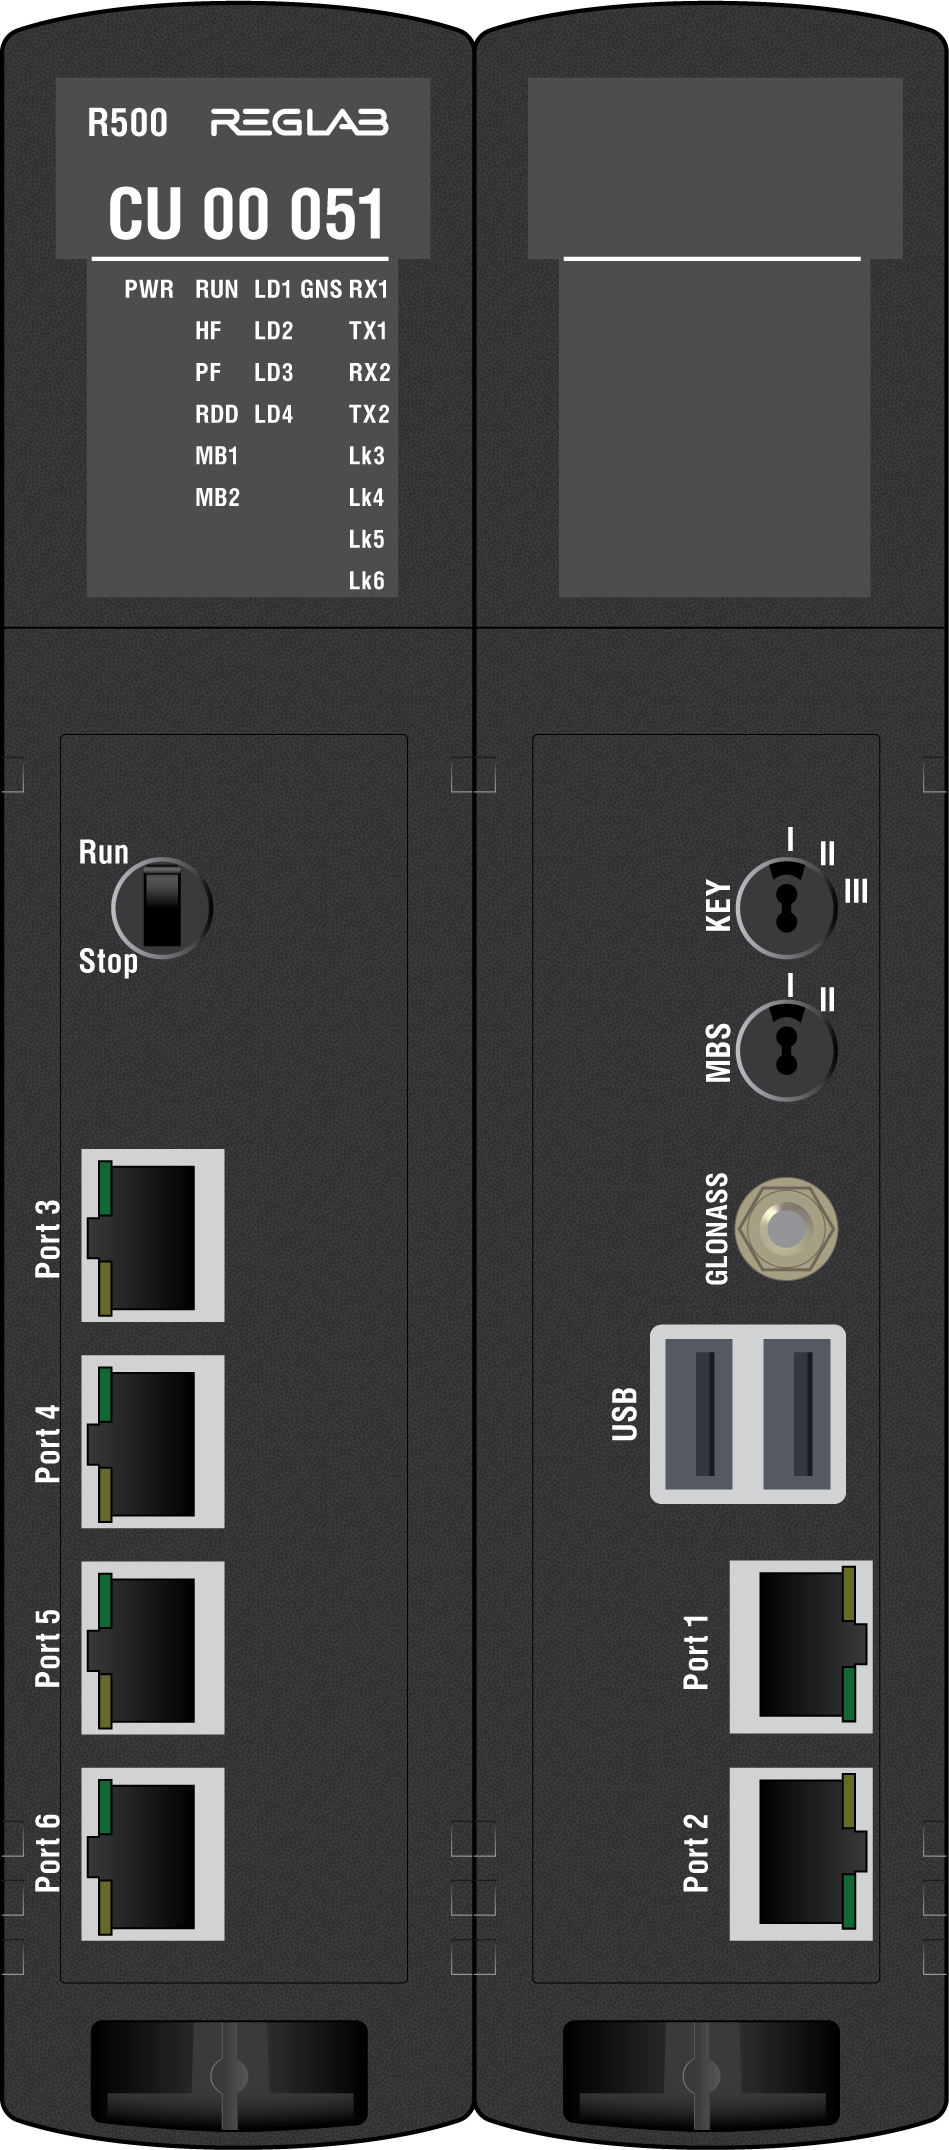 R500 REGLAB
CU 00 051
PWR RUN LD1 GNS RX1
HF LD2 TX1
PF LD3 RX2
RDD LD4 TX2
MB1 Lk3
MB2 Lk4
Lk5
Lk6
Run
Stop
Port 3
Port 4
Port 5
Port 6
I
II
III
KEY
I
II
MBS
GLONASS
USB
Port 1
Port 2